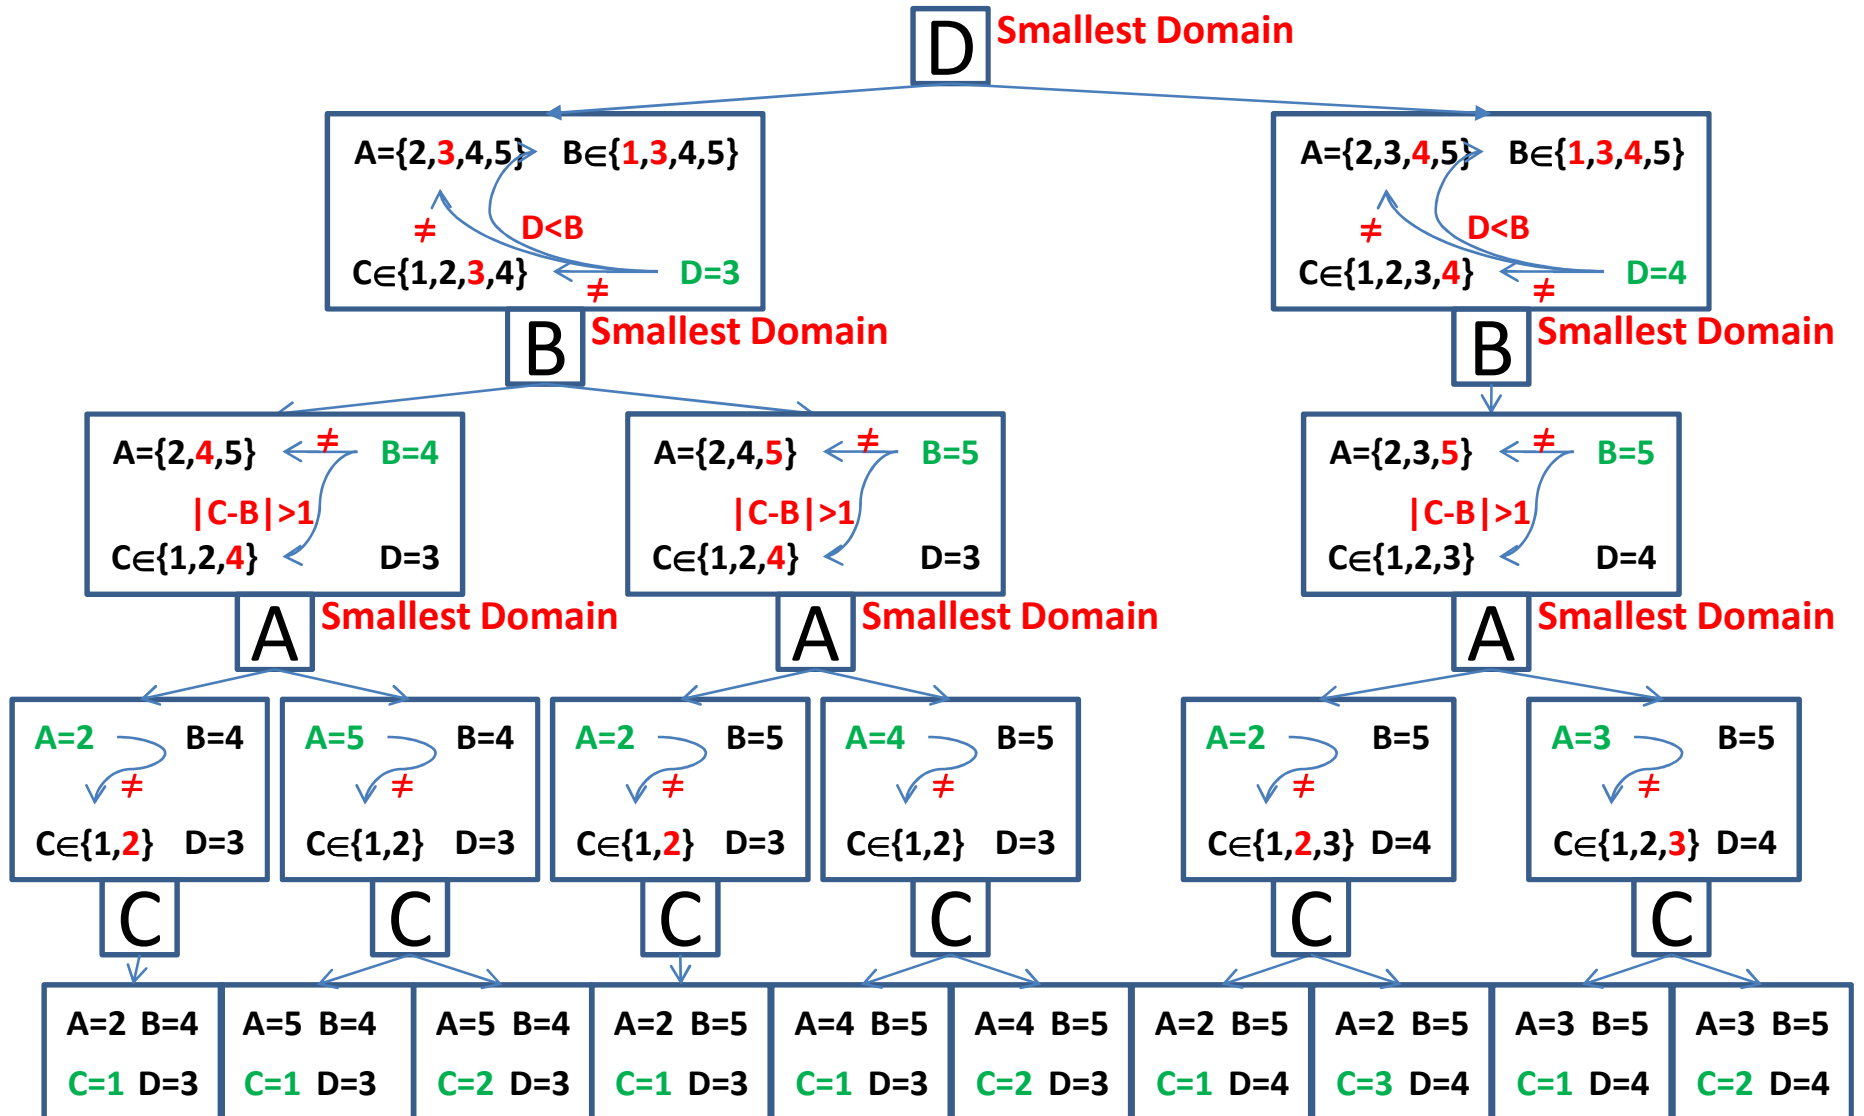 D Smallest Domain
A={2,3,4,5} B∈{1,3,4,5}
≠ D<B
C∈{1,2,3,4} D=3
≠
A={2,3,4,5} B∈{1,3,4,5}
≠ D<B
C∈{1,2,3,4} D=4
≠
B Smallest Domain
B Smallest Domain
A={2,4,5} ≠ B=4
|C-B|>1
C∈{1,2,4} D=3
A={2,4,5} ≠ B=5
|C-B|>1
C∈{1,2,4} D=3
A={2,3,5} ≠ B=5
|C-B|>1
C∈{1,2,3} D=4
A Smallest Domain
A Smallest Domain
A Smallest Domain
A=2 B=4
≠
C∈{1,2} D=3
A=5 B=4
≠
C∈{1,2} D=3
A=2 B=5
≠
C∈{1,2} D=3
A=4 B=5
≠
C∈{1,2} D=3
A=2 B=5
≠
C∈{1,2,3} D=4
A=3 B=5
≠
C∈{1,2,3} D=4
C
C
C
C
C
C
A=2 B=4
C=1 D=3
A=5 B=4
C=1 D=3
A=5 B=4
C=2 D=3
A=2 B=5
C=1 D=3
A=4 B=5
C=1 D=3
A=4 B=5
C=2 D=3
A=2 B=5
C=1 D=4
A=2 B=5
C=3 D=4
A=3 B=5
C=1 D=4
A=3 B=5
C=2 D=4